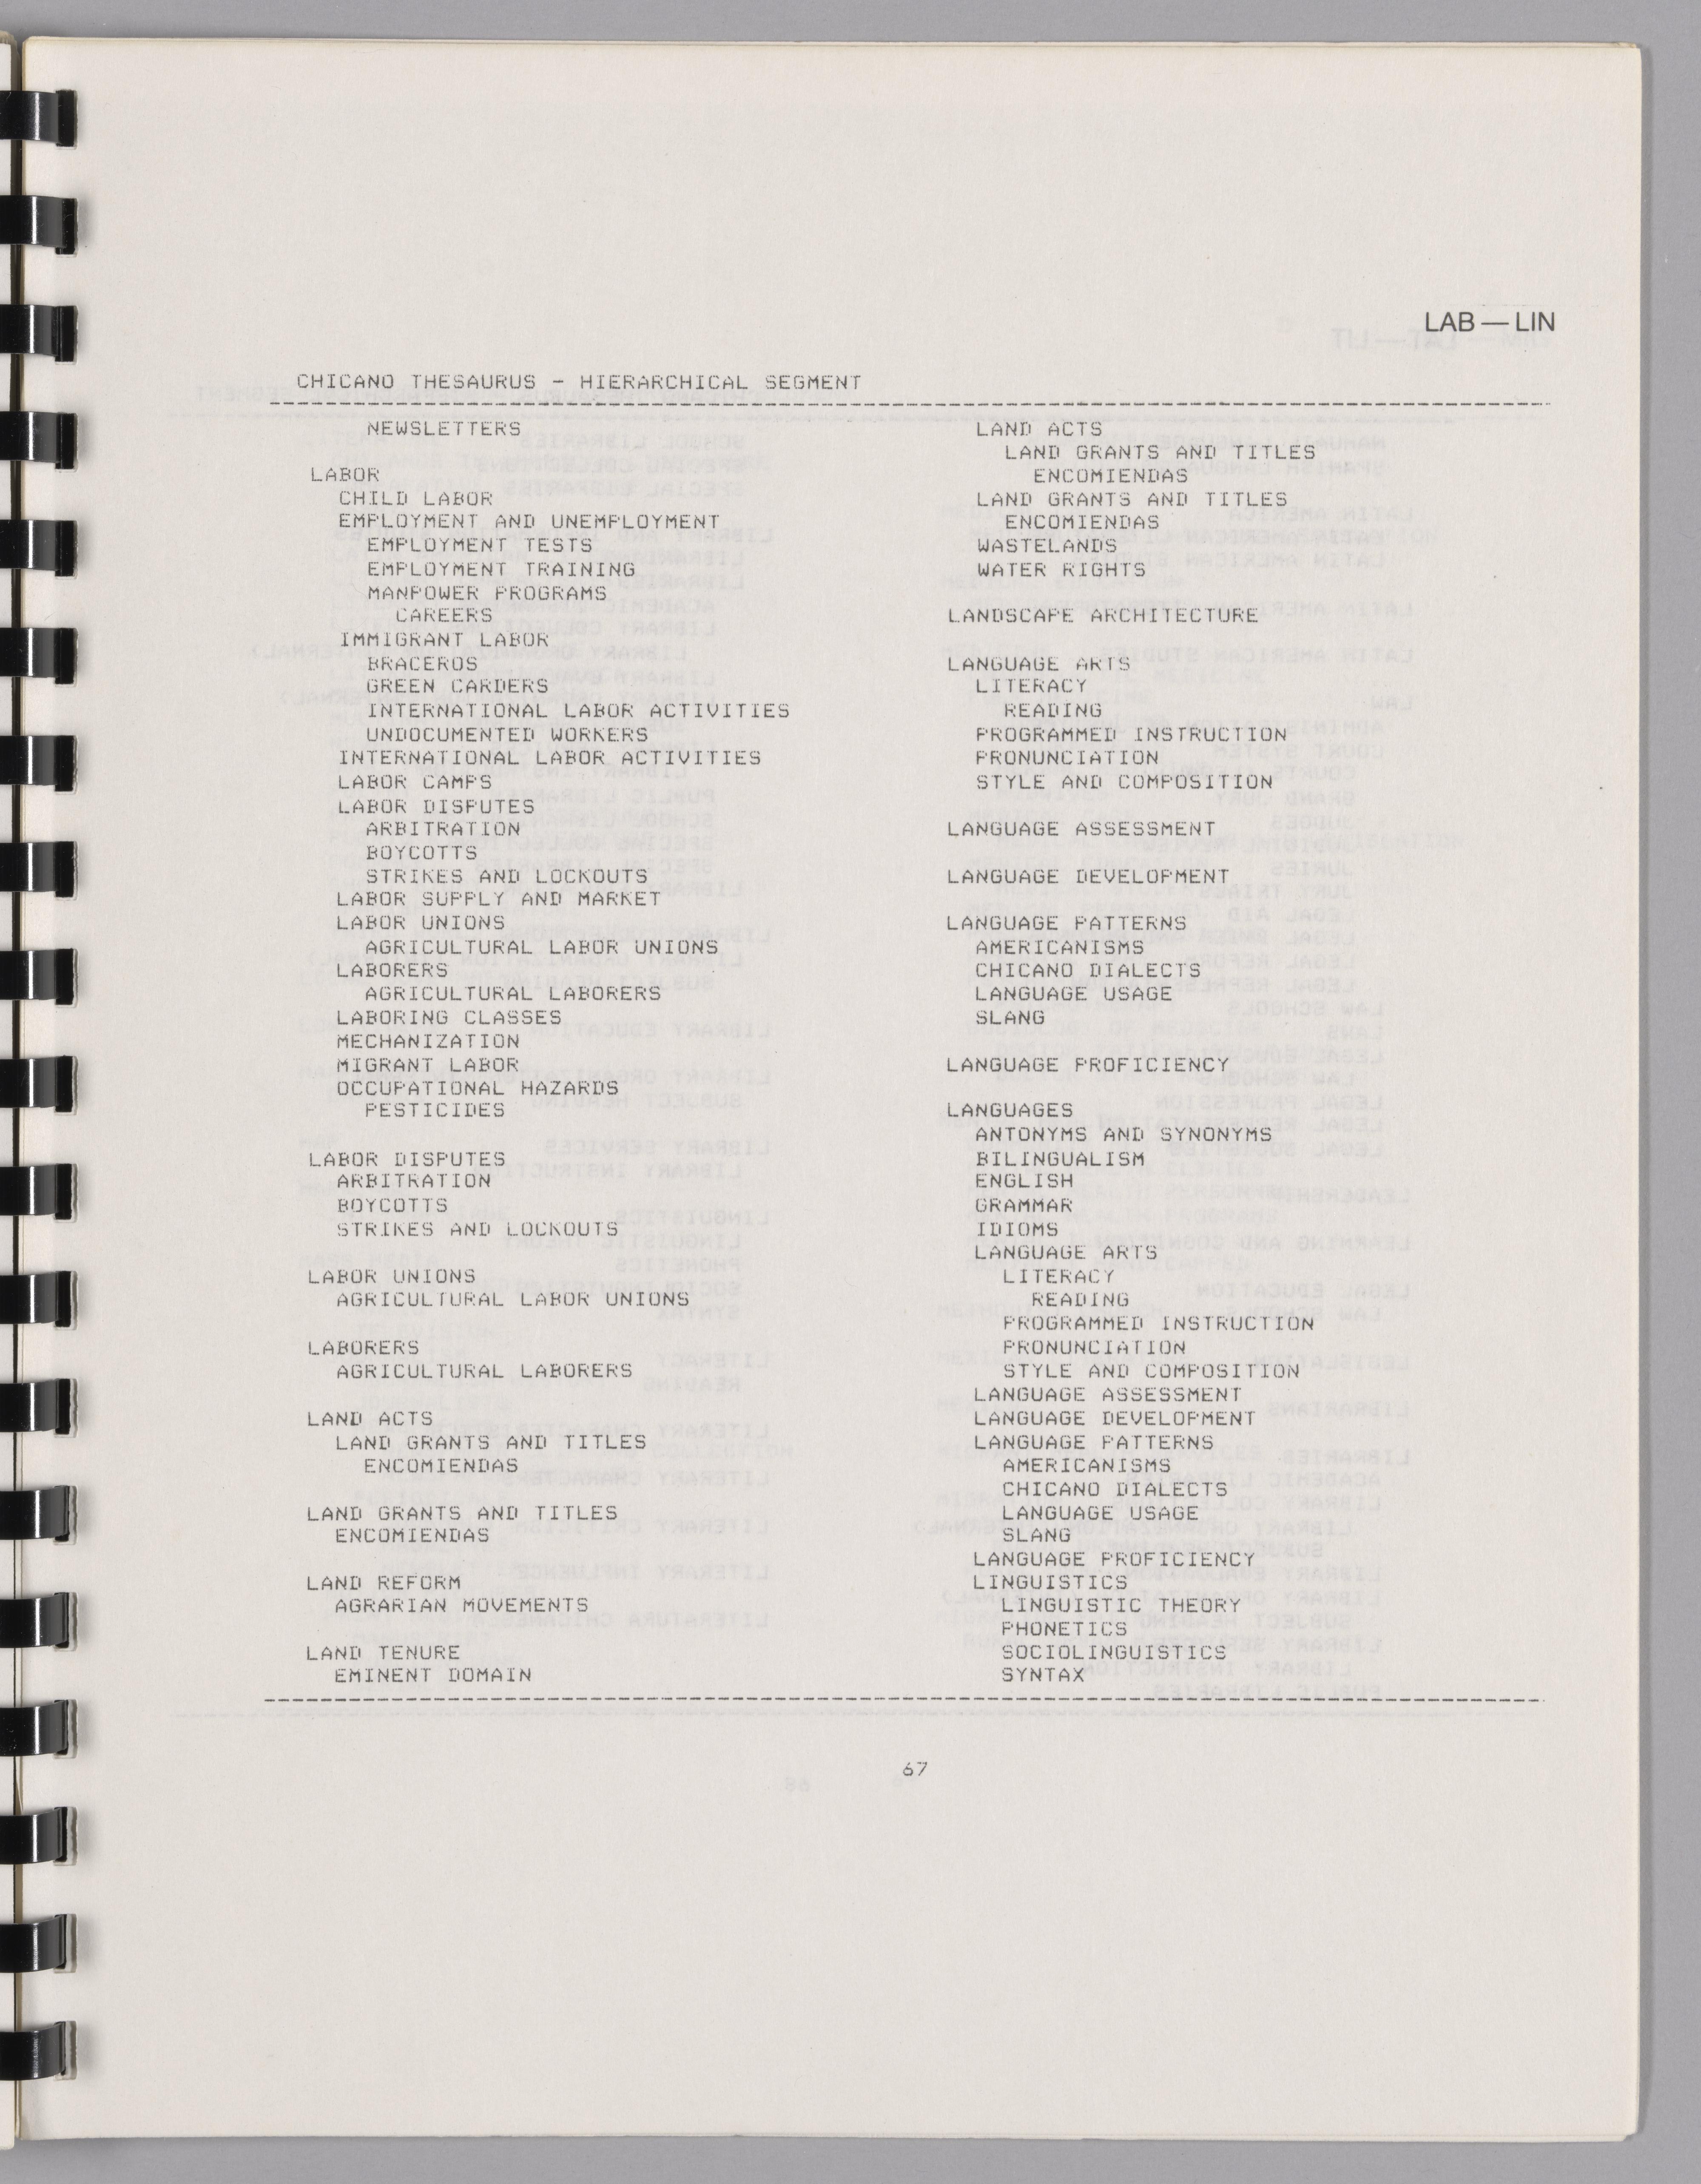 LAB — LIN
CHICANO THESAURUS - HIERARCHICAL SEGMENT
NEWSLETTERS
LABOR
CHILD LABOR
EMPLOYMENT AND UNEMPLOYMENT
EMPLOYMENT TESTS
EMPLOYMENT TRAINING
MANPOWER PROGRAMS
CAREERS
IMMIGRANT LABOR
BRACEROS
GREEN CARDERS
INTERNATIONAL LABOR ACTIVITIES
UNDOCUMENTED WORKERS
INTERNATIONAL LABOR ACTIVITIES
LABOR CAMPS
LABOR DISPUTES
ARBITRATION
BOYCOTTS
STRIKES AND LOCKOUTS
LABOR SUPPLY AND MARKET
LABOR UNIONS
AGRICULTURAL LABOR UNIONS
LABORERS
AGRICULTURAL LABORERS
LABORING CLASSES
MECHANIZATION
MIGRANT LABOR
OCCUPATIONAL HAZARDS
PESTICIDES
LABOR DISPUTES
ARBITRATION
BOYCOTTS
STRIKES AND LOCKOUTS
LABOR UNIONS
AGRICULTURAL LABOR UNIONS
LABORERS
AGRICULTURAL LABORERS
LAND ACTS
LAND GRANTS AND TITLES
ENCOMIENDAS
LAND GRANTS AND TITLES
ENCOMIENDAS
LAND REFORM
AGRARIAN MOVEMENTS
LAND TENURE
EMINENT DOMAIN
LAND ACTS
LAND GRANTS AND TITLES
ENCOMIENDAS
LAND GRANTS AND TITLES
ENCOMIENDAS
WASTELANDS
WATER RIGHTS
LANDSCAPE ARCHITECTURE
LANGUAGE ARTS
LITERACY
READING
PROGRAMMED INSTRUCTION
PRONUNCIATION
STYLE AND COMPOSITION
LANGUAGE ASSESSMENT
LANGUAGE DEVELOPMENT
LANGUAGE PATTERNS
AMERICANISMS
CHICANO DIALECTS
LANGUAGE USAGE
SLANG
LANGUAGE PROFICIENCY
LANGUAGES
ANTONYMS AND SYNONYMS
BILINGUALISM
ENGLISH
GRAMMAR
IDIOMS
LANGUAGE ARTS
LITERACY
READING
PROGRAMMED INSTRUCTION
PRONUNCIATION
STYLE AND COMPOSITION
LANGUAGE ASSESSMENT
LANGUAGE DEVELOPMENT
LANGUAGE PATTERNS
AMERICANISMS
CHICANO DIALECTS
LANGUAGE USAGE
SLANG
LANGUAGE PROFICIENCY
LINGUISTICS
LINGUISTIC THEORY
PHONETICS
SOCIOLINGUISTICS
SYNTAX
67